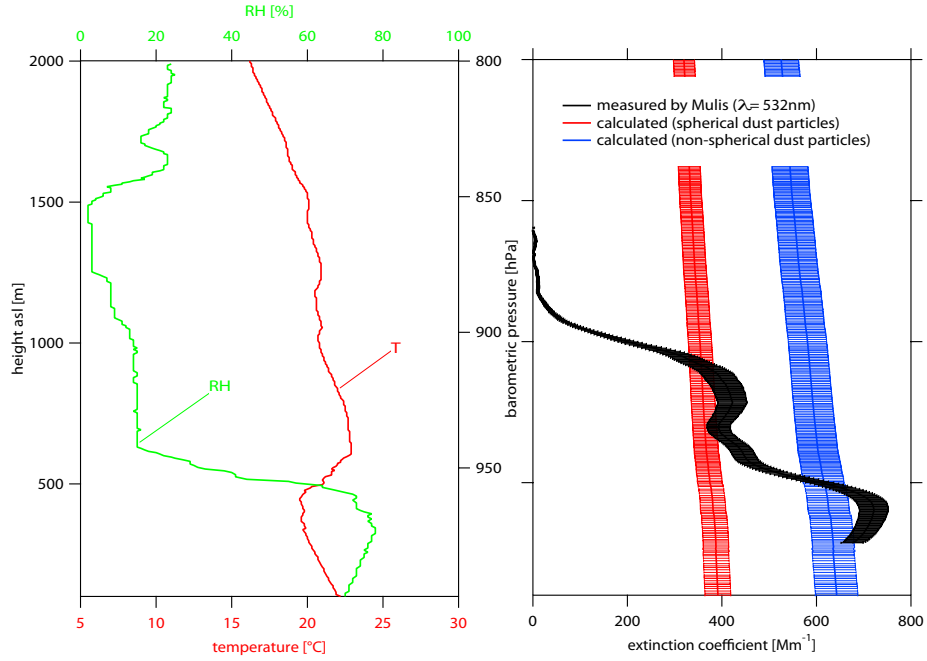 RH [%]
0 20 40 60 80 100
2000
1500
1000
500
height asl [m]
800
850
900
950
barometric pressure [hPa]
T
RH
5 10 15 20 25 30
temperature [°C]
measured by Mulis (λ= 532nm)
calculated (spherical dust particles)
calculated (non-spherical dust particles)
0 200 400 600 800
extinction coefficient [Mm⁻¹]